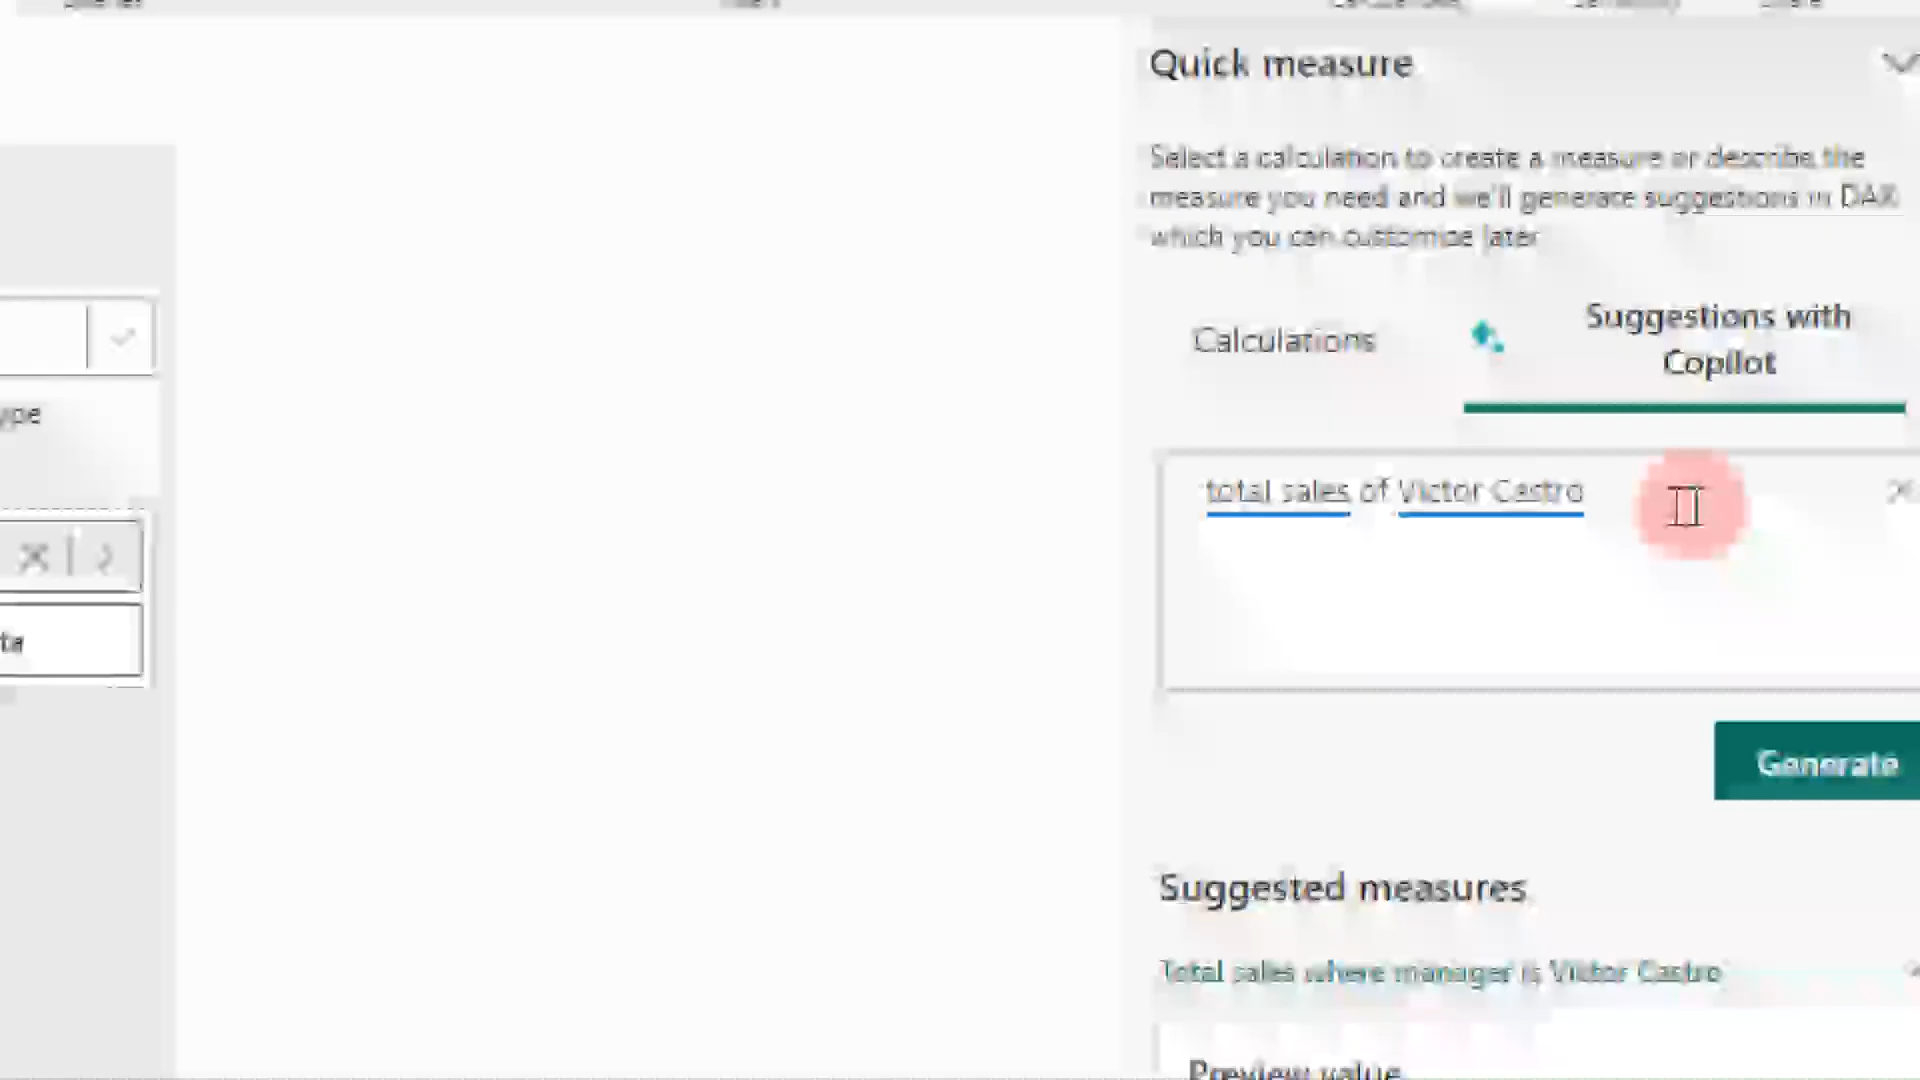 Quick measure
Select a calculation to create a measure or describe the
measure you need and we'll generate suggestions in DAX
which you can customize later
Calculations
Suggestions with
Copilot
ype
total sales of Victor Castro
ta
Generate
Suggested measures
Total sales where manager is Victor Castro
Preview value